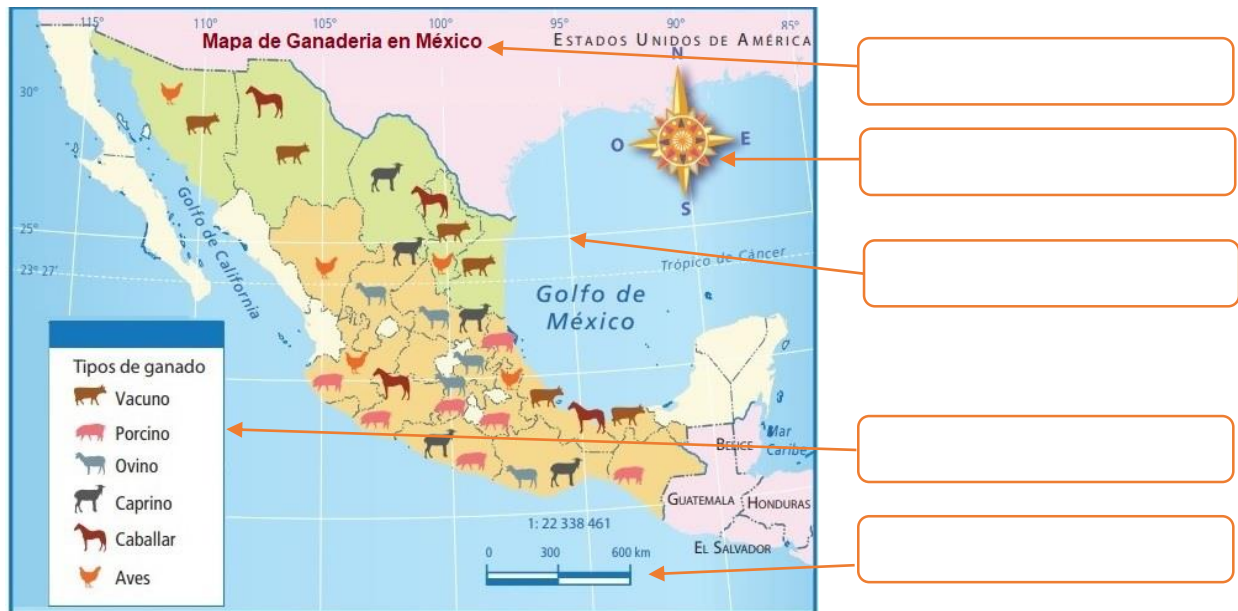 115°
110°
105°
100°
95°
90°
85°
Mapa de Ganaderia en México
ESTADOS UNIDOS DE AMÉRICA
N
30°
O
E
S
Golfo de California
25°
23° 27'
Trópico de Cáncer
Golfo de
México
Tipos de ganado
Vacuno
Porcino
Ovino
Caprino
Caballar
Aves
BELICE
Mar
Caribe
GUATEMALA
HONDURAS
EL SALVADOR
1: 22 338 461
0 300 600 km